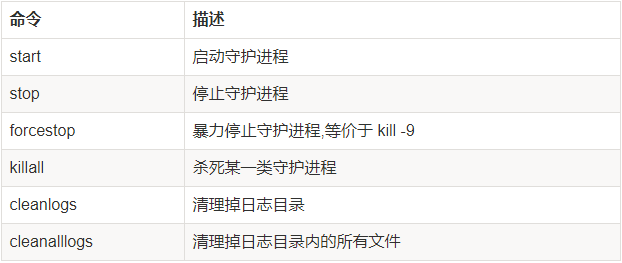 命令 描述
start 启动守护进程
stop 停止守护进程
forcestop 暴力停止守护进程,等价于 kill -9
killall 杀死某一类守护进程
cleanlogs 清理掉日志目录
cleanalllogs 清理掉日志目录内的所有文件